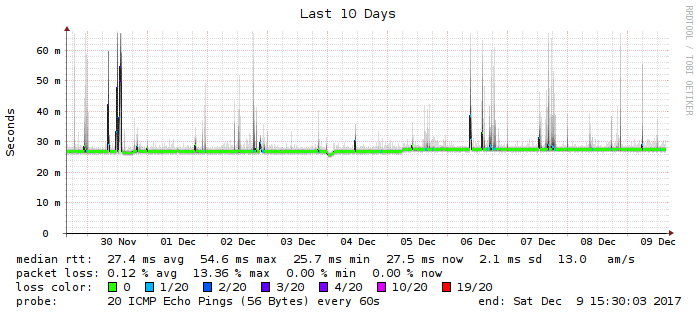 Last 10 Days
RRDTOOL / TOBI OETIKER
Seconds
60 m
50 m
40 m
30 m
20 m
10 m
0
30 Nov 01 Dec 02 Dec 03 Dec 04 Dec 05 Dec 06 Dec 07 Dec 08 Dec 09 Dec
median rtt: 27.4 ms avg 54.6 ms max 25.7 ms min 27.5 ms now 2.1 ms sd 13.0 am/s
packet loss: 0.12 % avg 13.36 % max 0.00 % min 0.00 % now
loss color: 0 1/20 2/20 3/20 4/20 10/20 19/20
probe: 20 ICMP Echo Pings (56 Bytes) every 60s end: Sat Dec 9 15:30:03 2017